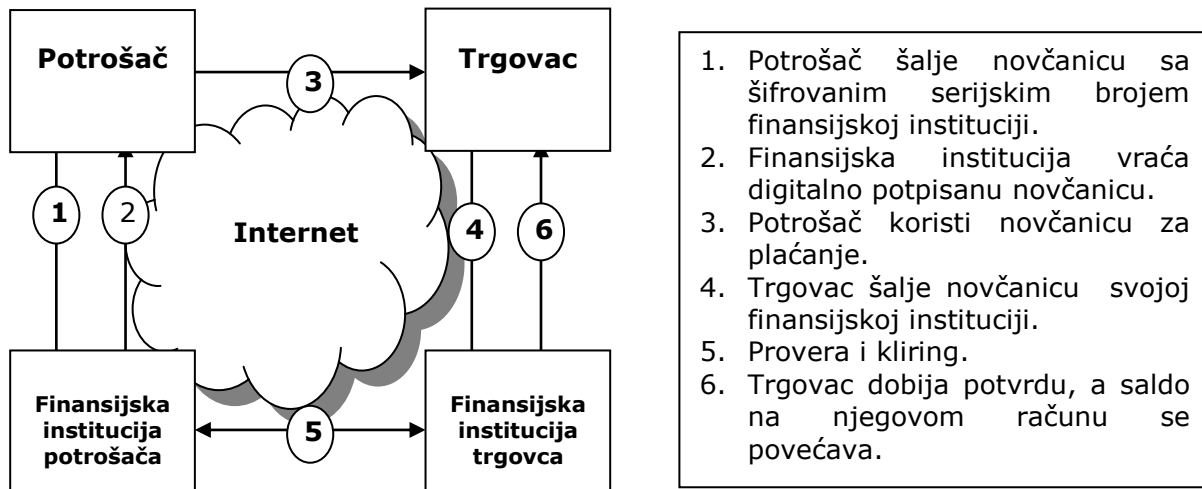 Potrošač
Trgovac
3
1
2
Internet
4
6
Finansijska
institucija
potrošača
5
Finansijska
institucija
trgovca
1. Potrošač šalje novčanicu sa
šifrovanim serijskim brojem
finansijskoj instituciji.
2. Finansijska institucija vraća
digitalno potpisanu novčanicu.
3. Potrošač koristi novčanicu za
plaćanje.
4. Trgovac šalje novčanicu svojoj
finansijskoj instituciji.
5. Provera i kliring.
6. Trgovac dobija potvrdu, a saldo
na njegovom računu se
povećava.